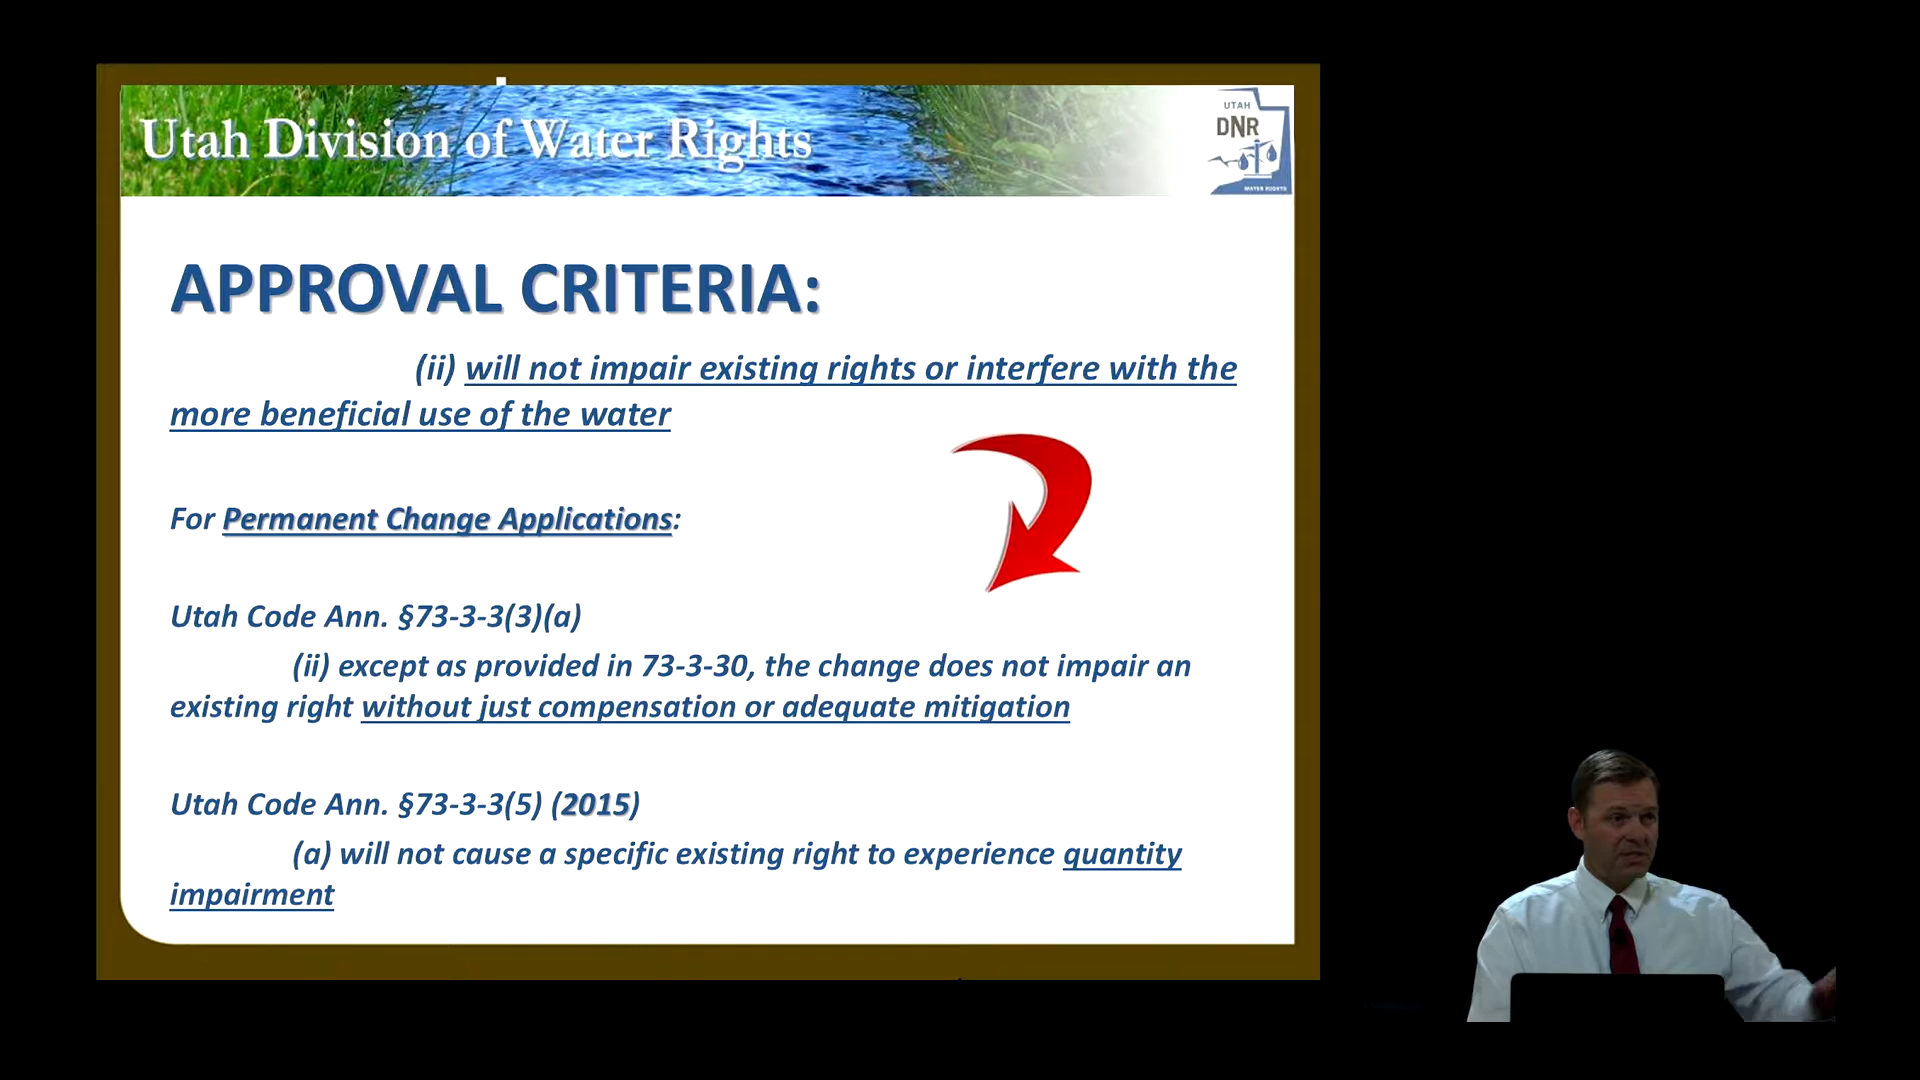 Utah Division of Water Rights
UTAH
DNR
WATER RIGHTS
APPROVAL CRITERIA:
(ii) will not impair existing rights or interfere with the
more beneficial use of the water
For Permanent Change Applications:
Utah Code Ann. §73-3-3(3)(a)
(ii) except as provided in 73-3-30, the change does not impair an
existing right without just compensation or adequate mitigation
Utah Code Ann. §73-3-3(5) (2015)
(a) will not cause a specific existing right to experience quantity
impairment